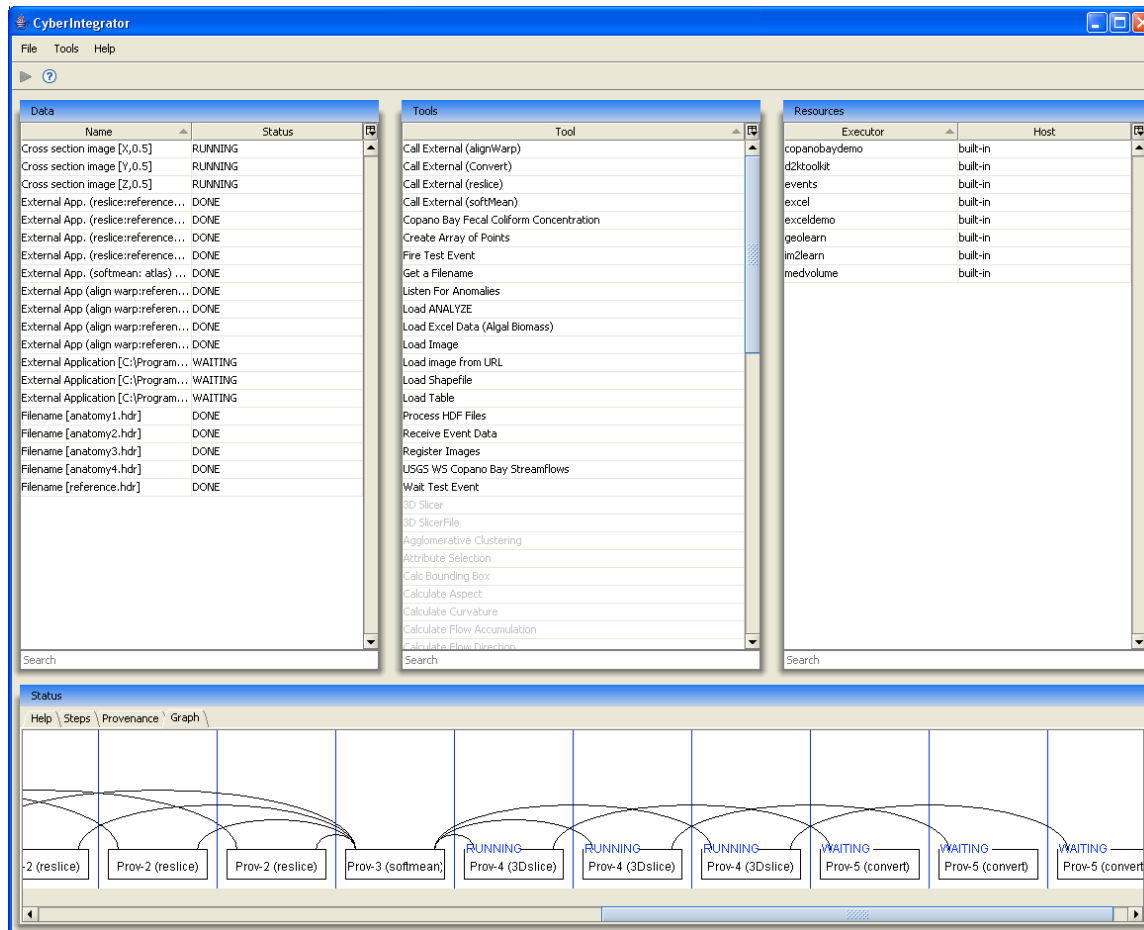 CyberIntegrator
File Tools Help
Data
Name Status
Cross section image [X,0.5] RUNNING
Cross section image [Y,0.5] RUNNING
Cross section image [Z,0.5] RUNNING
External App. (reslice:reference... DONE
External App. (reslice:reference... DONE
External App. (reslice:reference... DONE
External App. (reslice:reference... DONE
External App. (softmean: atlas) ... DONE
External App (align warp:referen... DONE
External App (align warp:referen... DONE
External App (align warp:referen... DONE
External App (align warp:referen... DONE
External Application [C:\Program... WAITING
External Application [C:\Program... WAITING
External Application [C:\Program... WAITING
Filename [anatomy1.hdr] DONE
Filename [anatomy2.hdr] DONE
Filename [anatomy3.hdr] DONE
Filename [anatomy4.hdr] DONE
Filename [reference.hdr] DONE
Search
Tools
Tool
Call External (alignWarp)
Call External (Convert)
Call External (reslice)
Call External (softMean)
Copano Bay Fecal Coliform Concentration
Create Array of Points
Fire Test Event
Get a Filename
Listen For Anomalies
Load ANALYZE
Load Excel Data (Algal Biomass)
Load Image
Load image from URL
Load Shapefile
Load Table
Process HDF Files
Receive Event Data
Register Images
USGS WS Copano Bay Streamflows
Wait Test Event
3D Slicer
3D SlicerFile
Agglomerative Clustering
Attribute Selection
Calc Bounding Box
Calculate Aspect
Calculate Curvature
Calculate Flow Accumulation
Calculate Flow Direction
Search
Resources
Executor Host
copanobaydemo built-in
d2ktoolkit built-in
events built-in
excel built-in
exceldemo built-in
geolearn built-in
im2learn built-in
medvolume built-in
Search
Status
Help Steps Provenance Graph
RUNNING RUNNING RUNNING WAITING WAITING WAITING
-2 (reslice) Prov-2 (reslice) Prov-2 (reslice) Prov-3 (softmean) Prov-4 (3Dslice) Prov-4 (3Dslice) Prov-4 (3Dslice) Prov-5 (convert) Prov-5 (convert) Prov-5 (convert